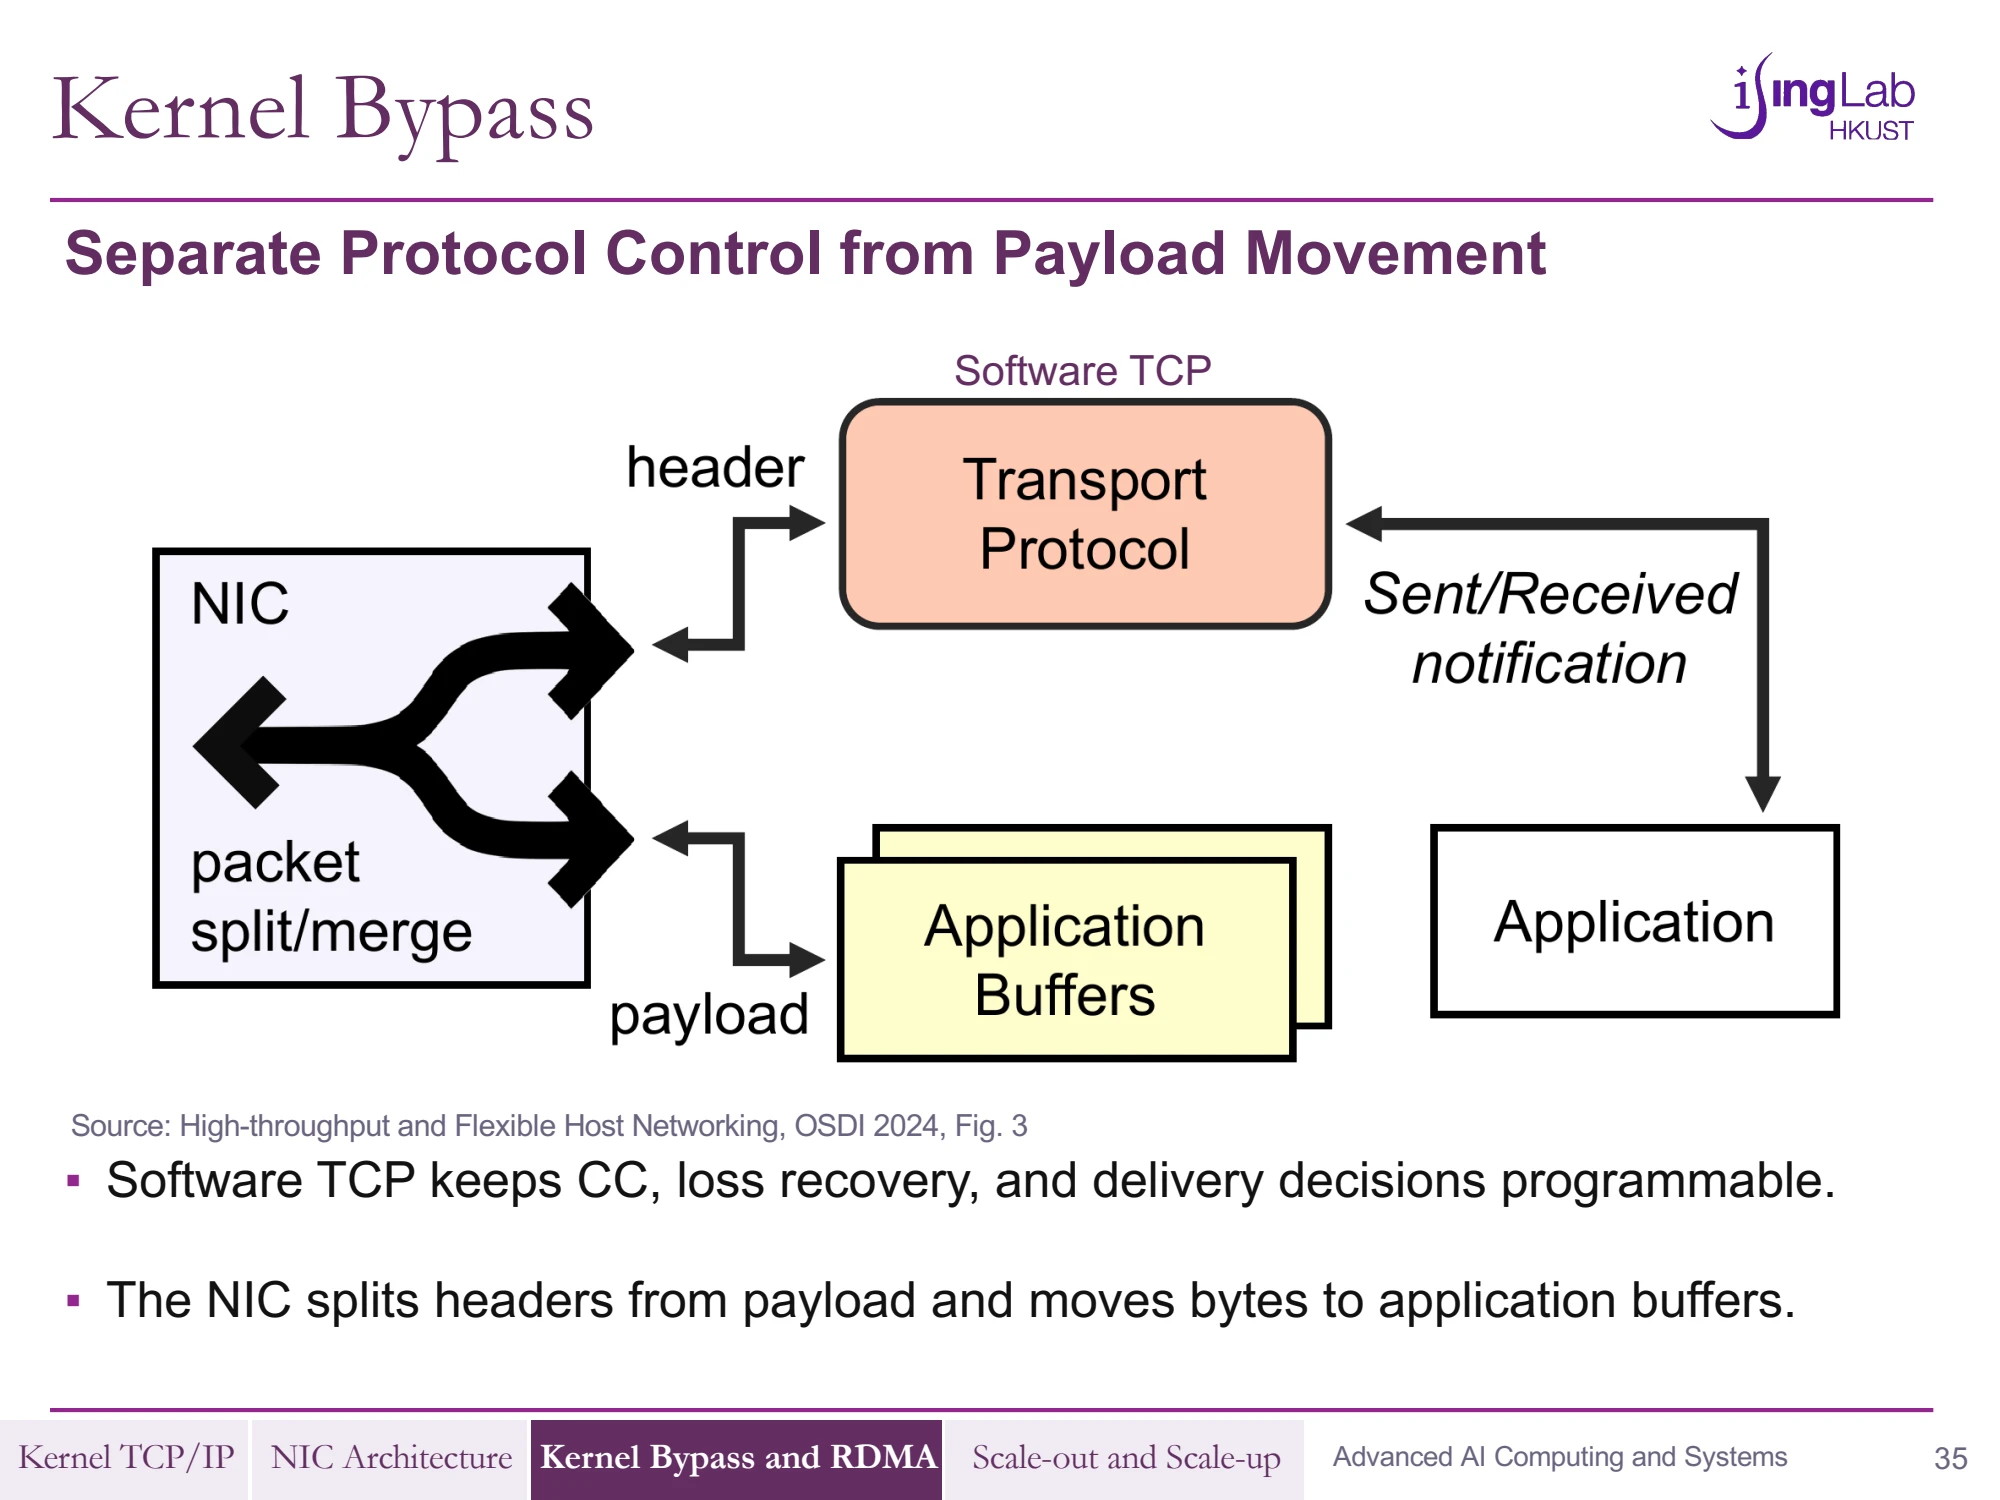 Kernel Bypass
iSingLab
HKUST
Separate Protocol Control from Payload Movement
Software TCP
header
Transport
Protocol
NIC
Sent/Received
notification
packet
split/merge
Application
Buffers
Application
payload
Source: High-throughput and Flexible Host Networking, OSDI 2024, Fig. 3
▪ Software TCP keeps CC, loss recovery, and delivery decisions programmable.
▪ The NIC splits headers from payload and moves bytes to application buffers.
Kernel TCP/IP
NIC Architecture
Kernel Bypass and RDMA
Scale-out and Scale-up
Advanced AI Computing and Systems
35